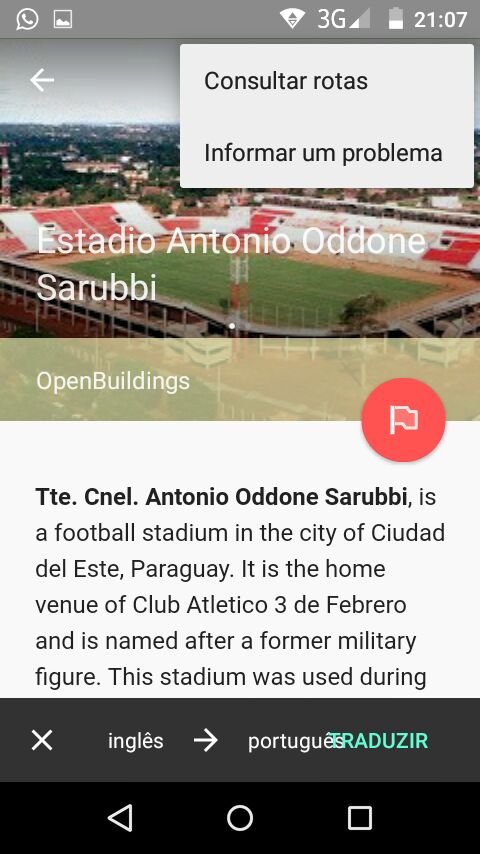 3G 21:07
Consultar rotas
Informar um problema
Estadio Antonio Oddone
Sarubbi
OpenBuildings
Tte. Cnel. Antonio Oddone Sarubbi, is
a football stadium in the city of Ciudad
del Este, Paraguay. It is the home
venue of Club Atletico 3 de Febrero
and is named after a former military
figure. This stadium was used during
inglês português TRADUZIR